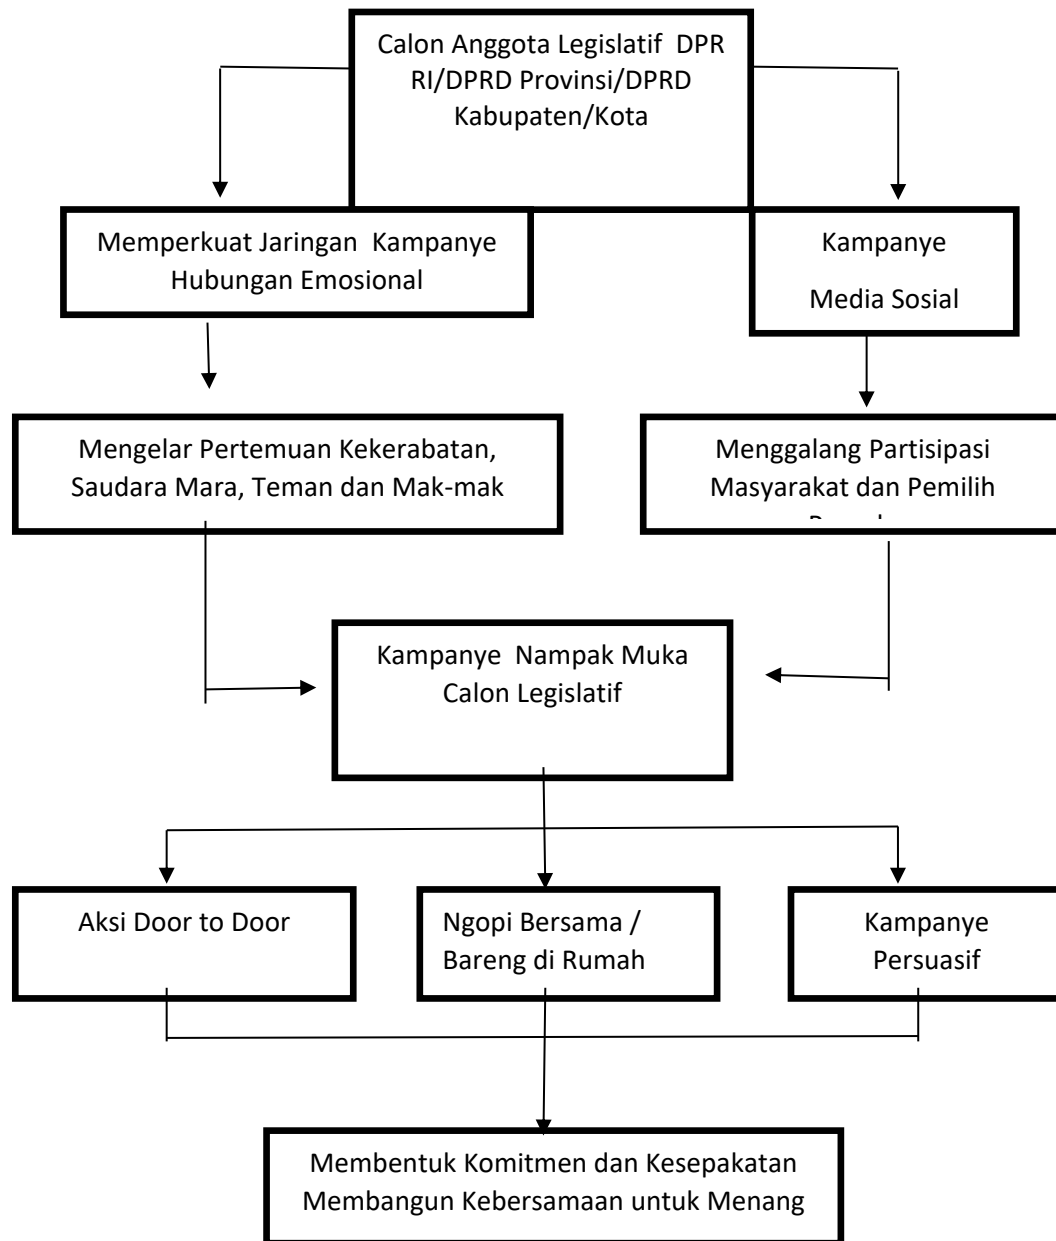 Calon Anggota Legislatif DPR
RI/DPRD Provinsi/DPRD
Kabupaten/Kota
Memperkuat Jaringan Kampanye
Hubungan Emosional
Kampanye
Media Sosial
Mengelar Pertemuan Kekerabatan,
Saudara Mara, Teman dan Mak-mak
Menggalang Partisipasi
Masyarakat dan Pemilih
Kampanye Nampak Muka
Calon Legislatif
Aksi Door to Door
Ngopi Bersama /
Bareng di Rumah
Kampanye
Persuasif
Membentuk Komitmen dan Kesepakatan
Membangun Kebersamaan untuk Menang